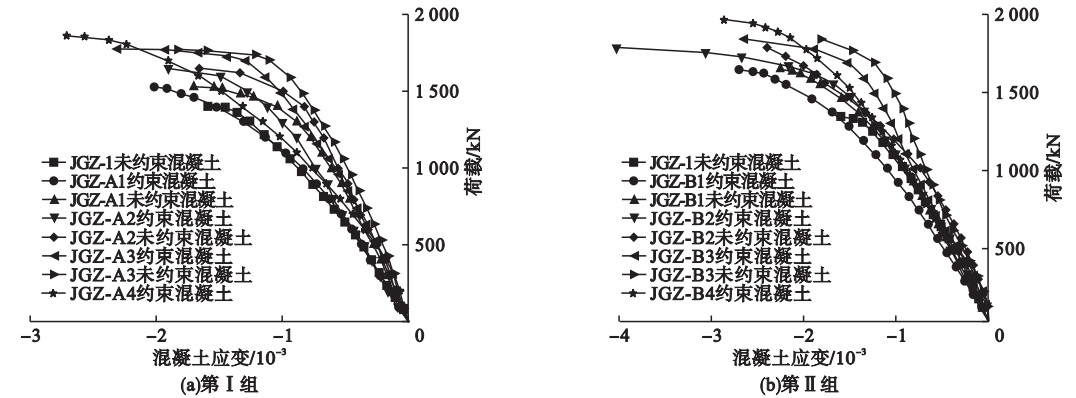 2 000
1 500
1 000
500
0
荷载/kN
JGZ-1未约束混凝土
JGZ-A1约束混凝土
JGZ-A1未约束混凝土
JGZ-A2约束混凝土
JGZ-A2未约束混凝土
JGZ-A3约束混凝土
JGZ-A3未约束混凝土
JGZ-A4约束混凝土
-3
-2
-1
混凝土应变/10⁻³
(a)第Ⅰ组
2 000
1 500
1 000
500
0
荷载/kN
JGZ-1未约束混凝土
JGZ-B1约束混凝土
JGZ-B1未约束混凝土
JGZ-B2约束混凝土
JGZ-B2未约束混凝土
JGZ-B3约束混凝土
JGZ-B3未约束混凝土
JGZ-B4约束混凝土
-4
-3
-2
-1
混凝土应变/10⁻³
(b)第Ⅱ组